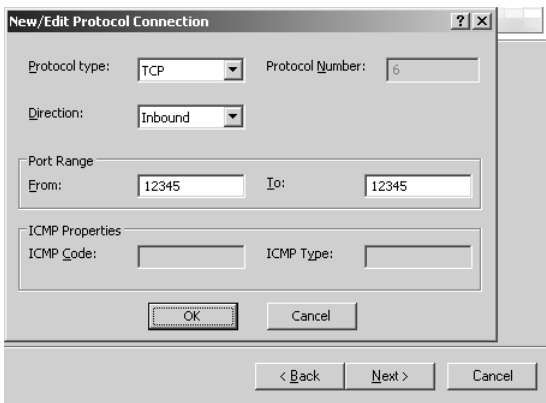 New/Edit Protocol Connection ? ×
Protocol type: TCP Protocol Number: 6
Direction: Inbound
Port Range
From: 12345 To: 12345
ICMP Properties
ICMP Code: ICMP Type:
OK Cancel
< Back Next > Cancel